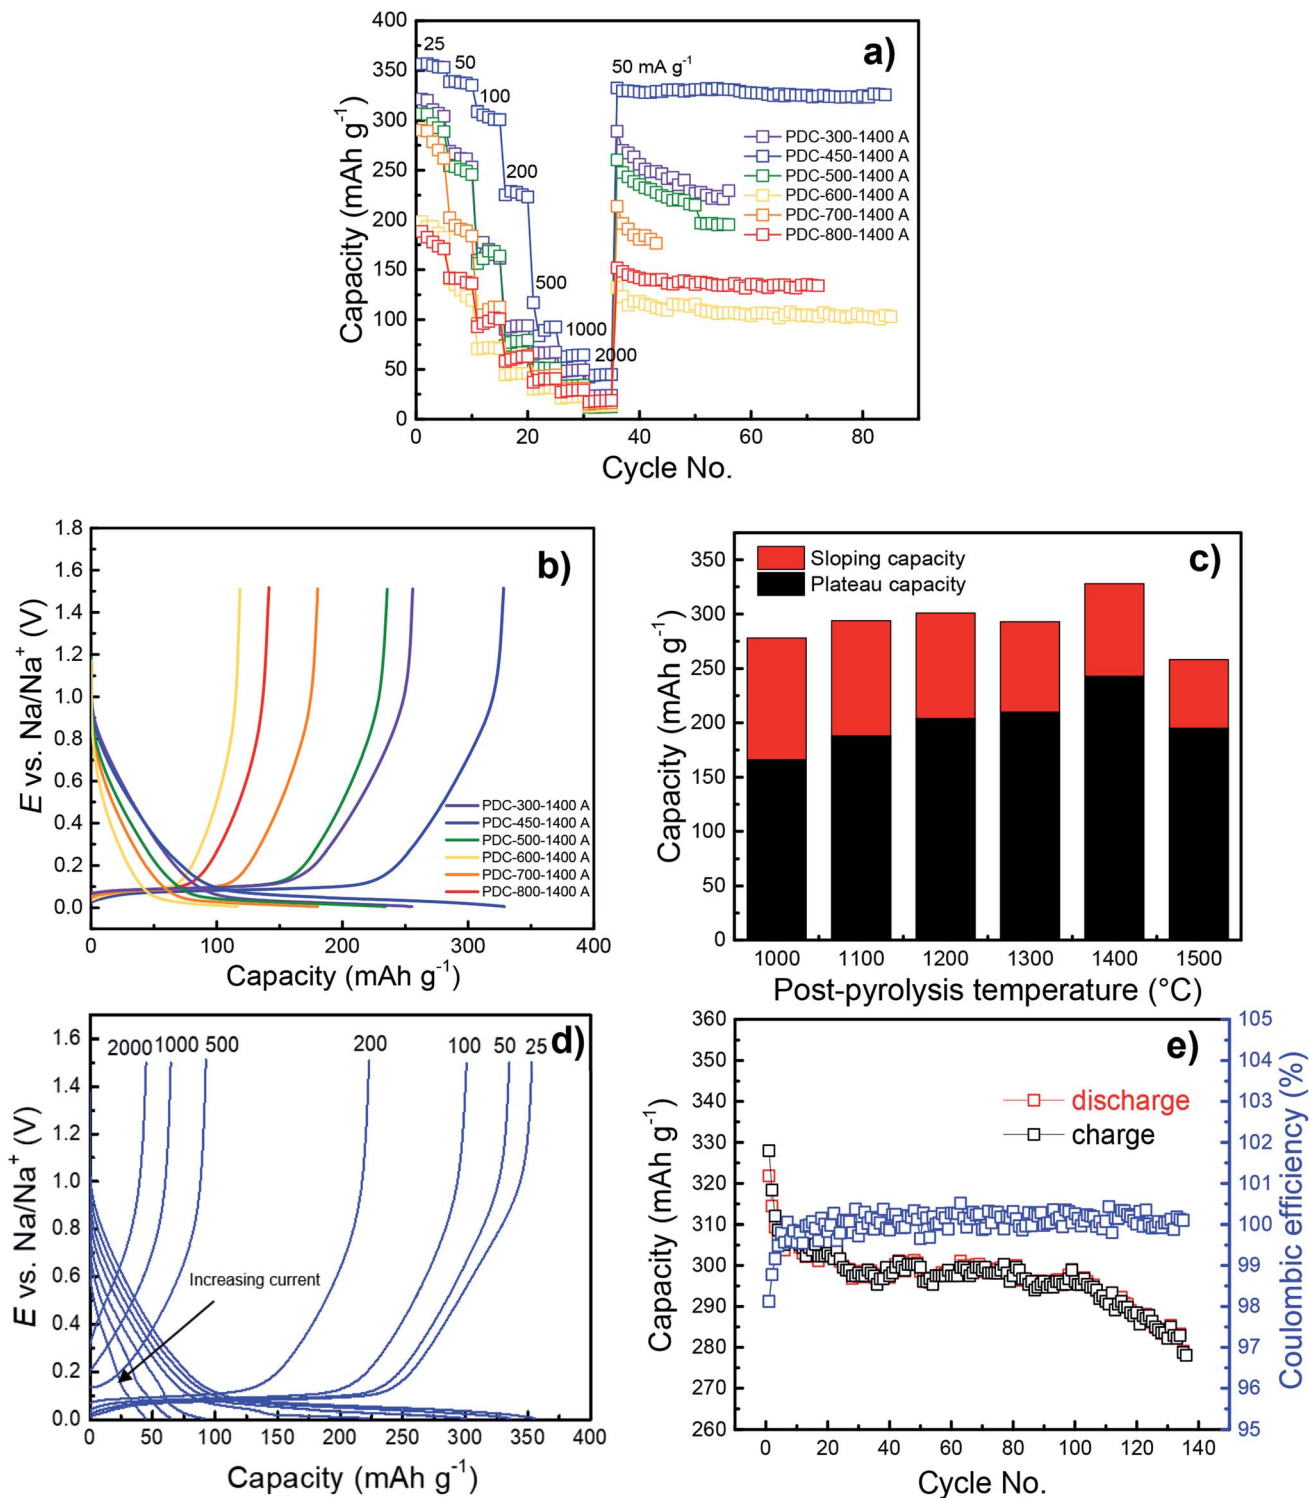 a)
400
350
300
250
200
150
100
50
0
Capacity (mAh g⁻¹)
25
50
100
200
500
1000
2000
50 mA g⁻¹
PDC-300-1400 A
PDC-450-1400 A
PDC-500-1400 A
PDC-600-1400 A
PDC-700-1400 A
PDC-800-1400 A
0 20 40 60 80
Cycle No.
b)
1.8
1.6
1.4
1.2
1.0
0.8
0.6
0.4
0.2
0.0
E vs. Na/Na⁺ (V)
PDC-300-1400 A
PDC-450-1400 A
PDC-500-1400 A
PDC-600-1400 A
PDC-700-1400 A
PDC-800-1400 A
0 100 200 300 400
Capacity (mAh g⁻¹)
c)
Sloping capacity
Plateau capacity
350
300
250
200
150
100
50
0
Capacity (mAh g⁻¹)
1000 1100 1200 1300 1400 1500
Post-pyrolysis temperature (°C)
d)
1.6
1.4
1.2
1.0
0.8
0.6
0.4
0.2
0.0
E vs. Na/Na⁺ (V)
2000 1000 500 200 100 50 25
Increasing current
0 50 100 150 200 250 300 350 400
Capacity (mAh g⁻¹)
e)
360
350
340
330
320
310
300
290
280
270
260
Capacity (mAh g⁻¹)
discharge
charge
105
104
103
102
101
100
99
98
97
96
95
Coulombic efficiency (%)
0 20 40 60 80 100 120 140
Cycle No.